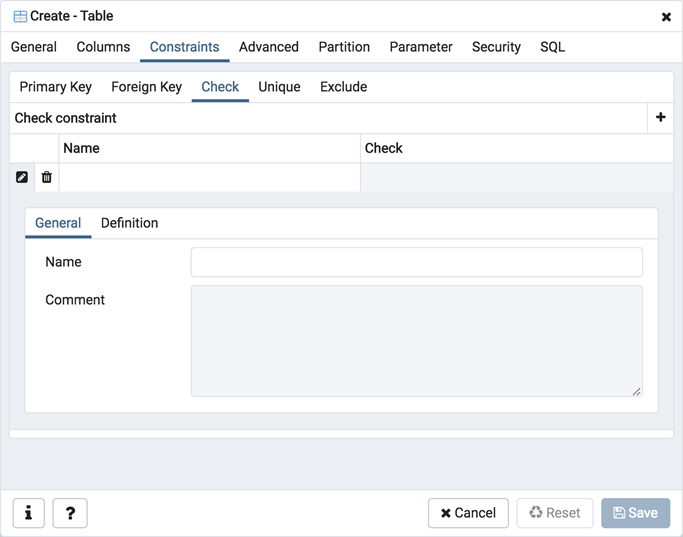 Create - Table
General Columns Constraints Advanced Partition Parameter Security SQL
Primary Key Foreign Key Check Unique Exclude
Check constraint
Name Check
General Definition
Name
Comment
Cancel Reset Save